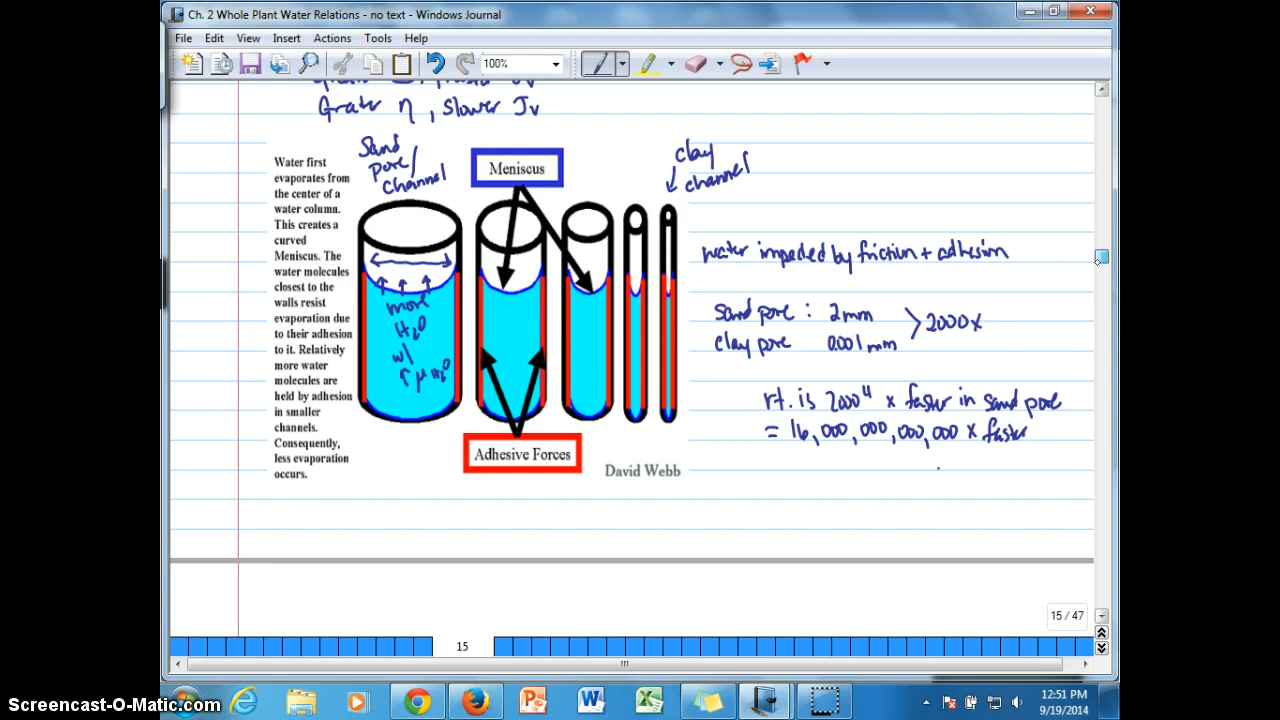 Ch. 2 Whole Plant Water Relations - no text - Windows Journal
File Edit View Insert Actions Tools Help
100%
Grater η, slower Jv
Water first
evaporates from
the center of a
water column.
This creates a
curved
Meniscus. The
water molecules
closest to the
walls resist
evaporation due
to their adhesion
to it. Relatively
more water
molecules are
held by adhesion
in smaller
channels.
Consequently,
less evaporation
occurs.
Sand
pore/
channel
Meniscus
clay
channel
more
H2O
w/
↑ μ H2O
Adhesive Forces
David Webb
water impeded by friction + adhesion
sand pore : 2mm
clay pore 0.001 mm
> 2000x
rt. is 2000⁴ x faster in sand pore
= 16,000,000,000,000 x faster
15 / 47
15
Screencast-O-Matic.com
12:51 PM
9/19/2014